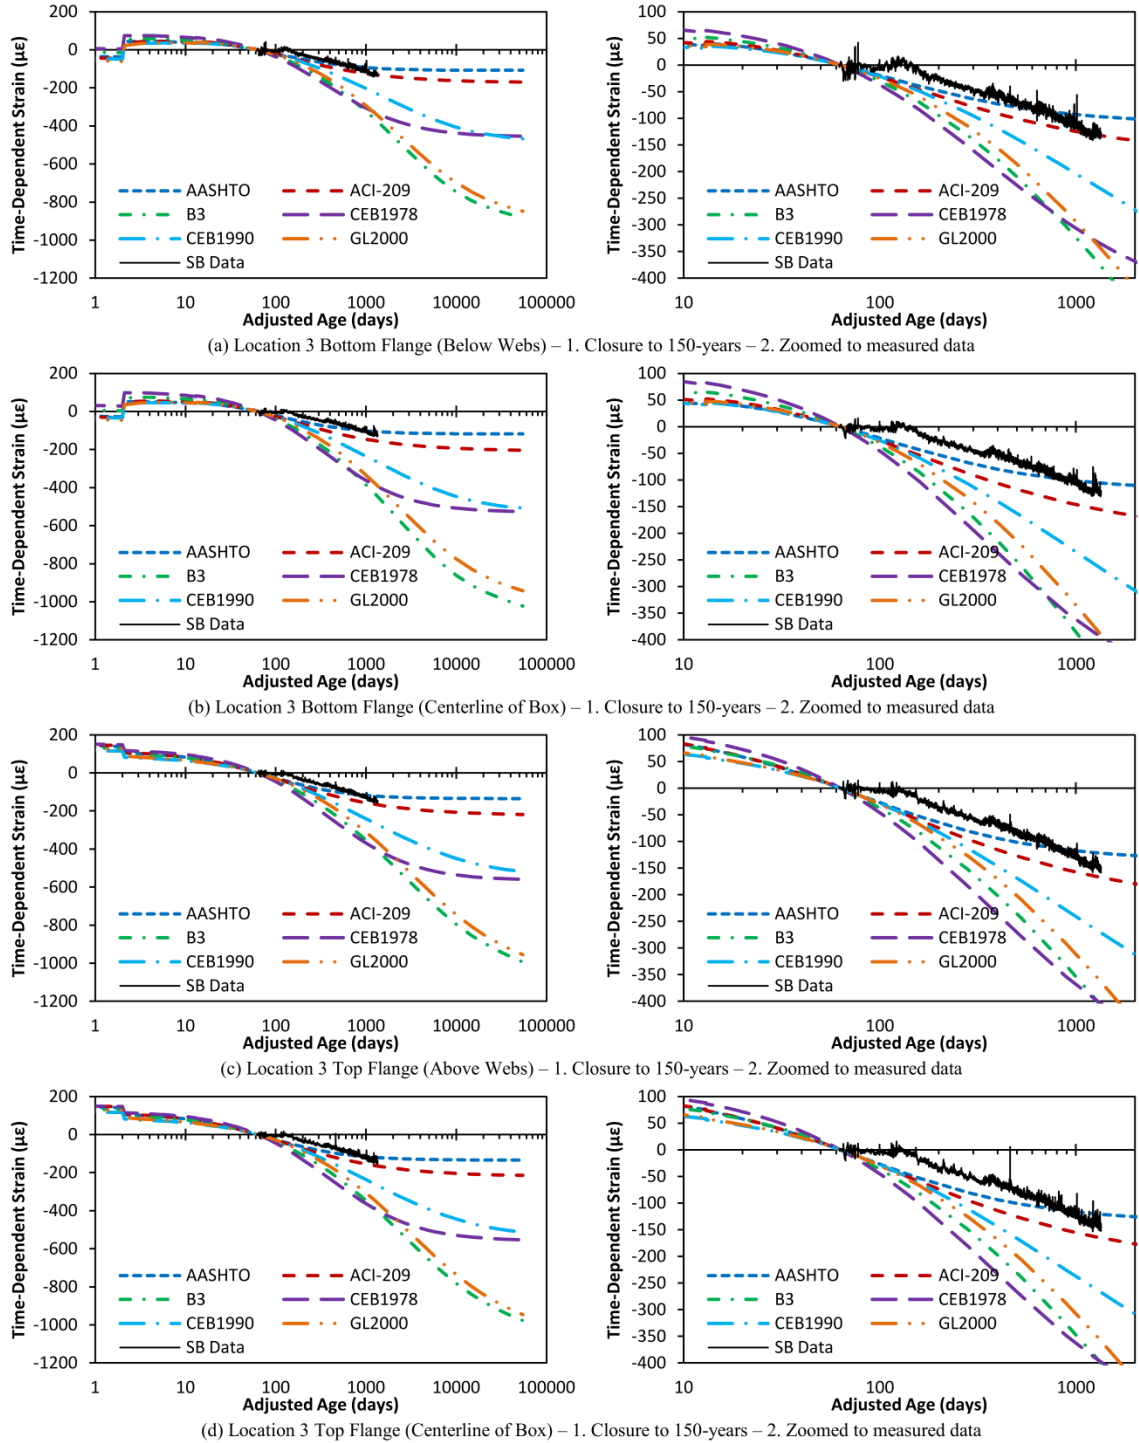 200
0
-200
-400
-600
-800
-1000
-1200
Time-Dependent Strain (με)
AASHTO ACI-209
B3 CEB1978
CEB1990 GL2000
SB Data
1 10 100 1000 10000 100000
Adjusted Age (days)
100
50
0
-50
-100
-150
-200
-250
-300
-350
-400
Time-Dependent Strain (με)
AASHTO ACI-209
B3 CEB1978
CEB1990 GL2000
SB Data
10 100 1000
Adjusted Age (days)
(a) Location 3 Bottom Flange (Below Webs) – 1. Closure to 150-years – 2. Zoomed to measured data
200
0
-200
-400
-600
-800
-1000
-1200
Time-Dependent Strain (με)
AASHTO ACI-209
B3 CEB1978
CEB1990 GL2000
SB Data
1 10 100 1000 10000 100000
Adjusted Age (days)
100
50
0
-50
-100
-150
-200
-250
-300
-350
-400
Time-Dependent Strain (με)
AASHTO ACI-209
B3 CEB1978
CEB1990 GL2000
SB Data
10 100 1000
Adjusted Age (days)
(b) Location 3 Bottom Flange (Centerline of Box) – 1. Closure to 150-years – 2. Zoomed to measured data
200
0
-200
-400
-600
-800
-1000
-1200
Time-Dependent Strain (με)
AASHTO ACI-209
B3 CEB1978
CEB1990 GL2000
SB Data
1 10 100 1000 10000 100000
Adjusted Age (days)
100
50
0
-50
-100
-150
-200
-250
-300
-350
-400
Time-Dependent Strain (με)
AASHTO ACI-209
B3 CEB1978
CEB1990 GL2000
SB Data
10 100 1000
Adjusted Age (days)
(c) Location 3 Top Flange (Above Webs) – 1. Closure to 150-years – 2. Zoomed to measured data
200
0
-200
-400
-600
-800
-1000
-1200
Time-Dependent Strain (με)
AASHTO ACI-209
B3 CEB1978
CEB1990 GL2000
SB Data
1 10 100 1000 10000 100000
Adjusted Age (days)
100
50
0
-50
-100
-150
-200
-250
-300
-350
-400
Time-Dependent Strain (με)
AASHTO ACI-209
B3 CEB1978
CEB1990 GL2000
SB Data
10 100 1000
Adjusted Age (days)
(d) Location 3 Top Flange (Centerline of Box) – 1. Closure to 150-years – 2. Zoomed to measured data